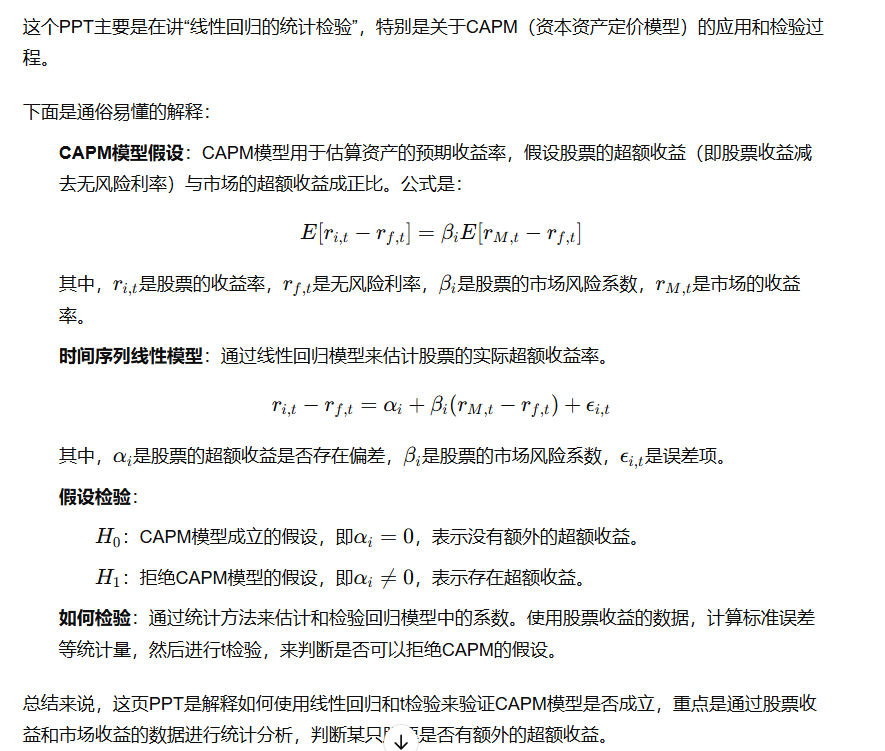 这个PPT主要是在讲“线性回归的统计检验”，特别是关于CAPM（资本资产定价模型）的应用和检验过
程。
下面是通俗易懂的解释：
CAPM模型假设：CAPM模型用于估算资产的预期收益率，假设股票的超额收益（即股票收益减
去无风险利率）与市场的超额收益成正比。公式是：
E[r_{i,t} − r_{f,t}] = β_i E[r_{M,t} − r_{f,t}]
其中，r_{i,t}是股票的收益率，r_{f,t}是无风险利率，β_i是股票的市场风险系数，r_{M,t}是市场的收益
率。
时间序列线性模型：通过线性回归模型来估计股票的实际超额收益率。
r_{i,t} − r_{f,t} = α_i + β_i(r_{M,t} − r_{f,t}) + ϵ_{i,t}
其中，α_i是股票的超额收益是否存在偏差，β_i是股票的市场风险系数，ϵ_{i,t}是误差项。
假设检验：
H_0：CAPM模型成立的假设，即α_i = 0，表示没有额外的超额收益。
H_1：拒绝CAPM模型的假设，即α_i ≠ 0，表示存在超额收益。
如何检验：通过统计方法来估计和检验回归模型中的系数。使用股票收益的数据，计算标准误差
等统计量，然后进行t检验，来判断是否可以拒绝CAPM的假设。
总结来说，这页PPT是解释如何使用线性回归和t检验来验证CAPM模型是否成立，重点是通过股票收
益和市场收益的数据进行统计分析，判断某只是否有额外的超额收益。